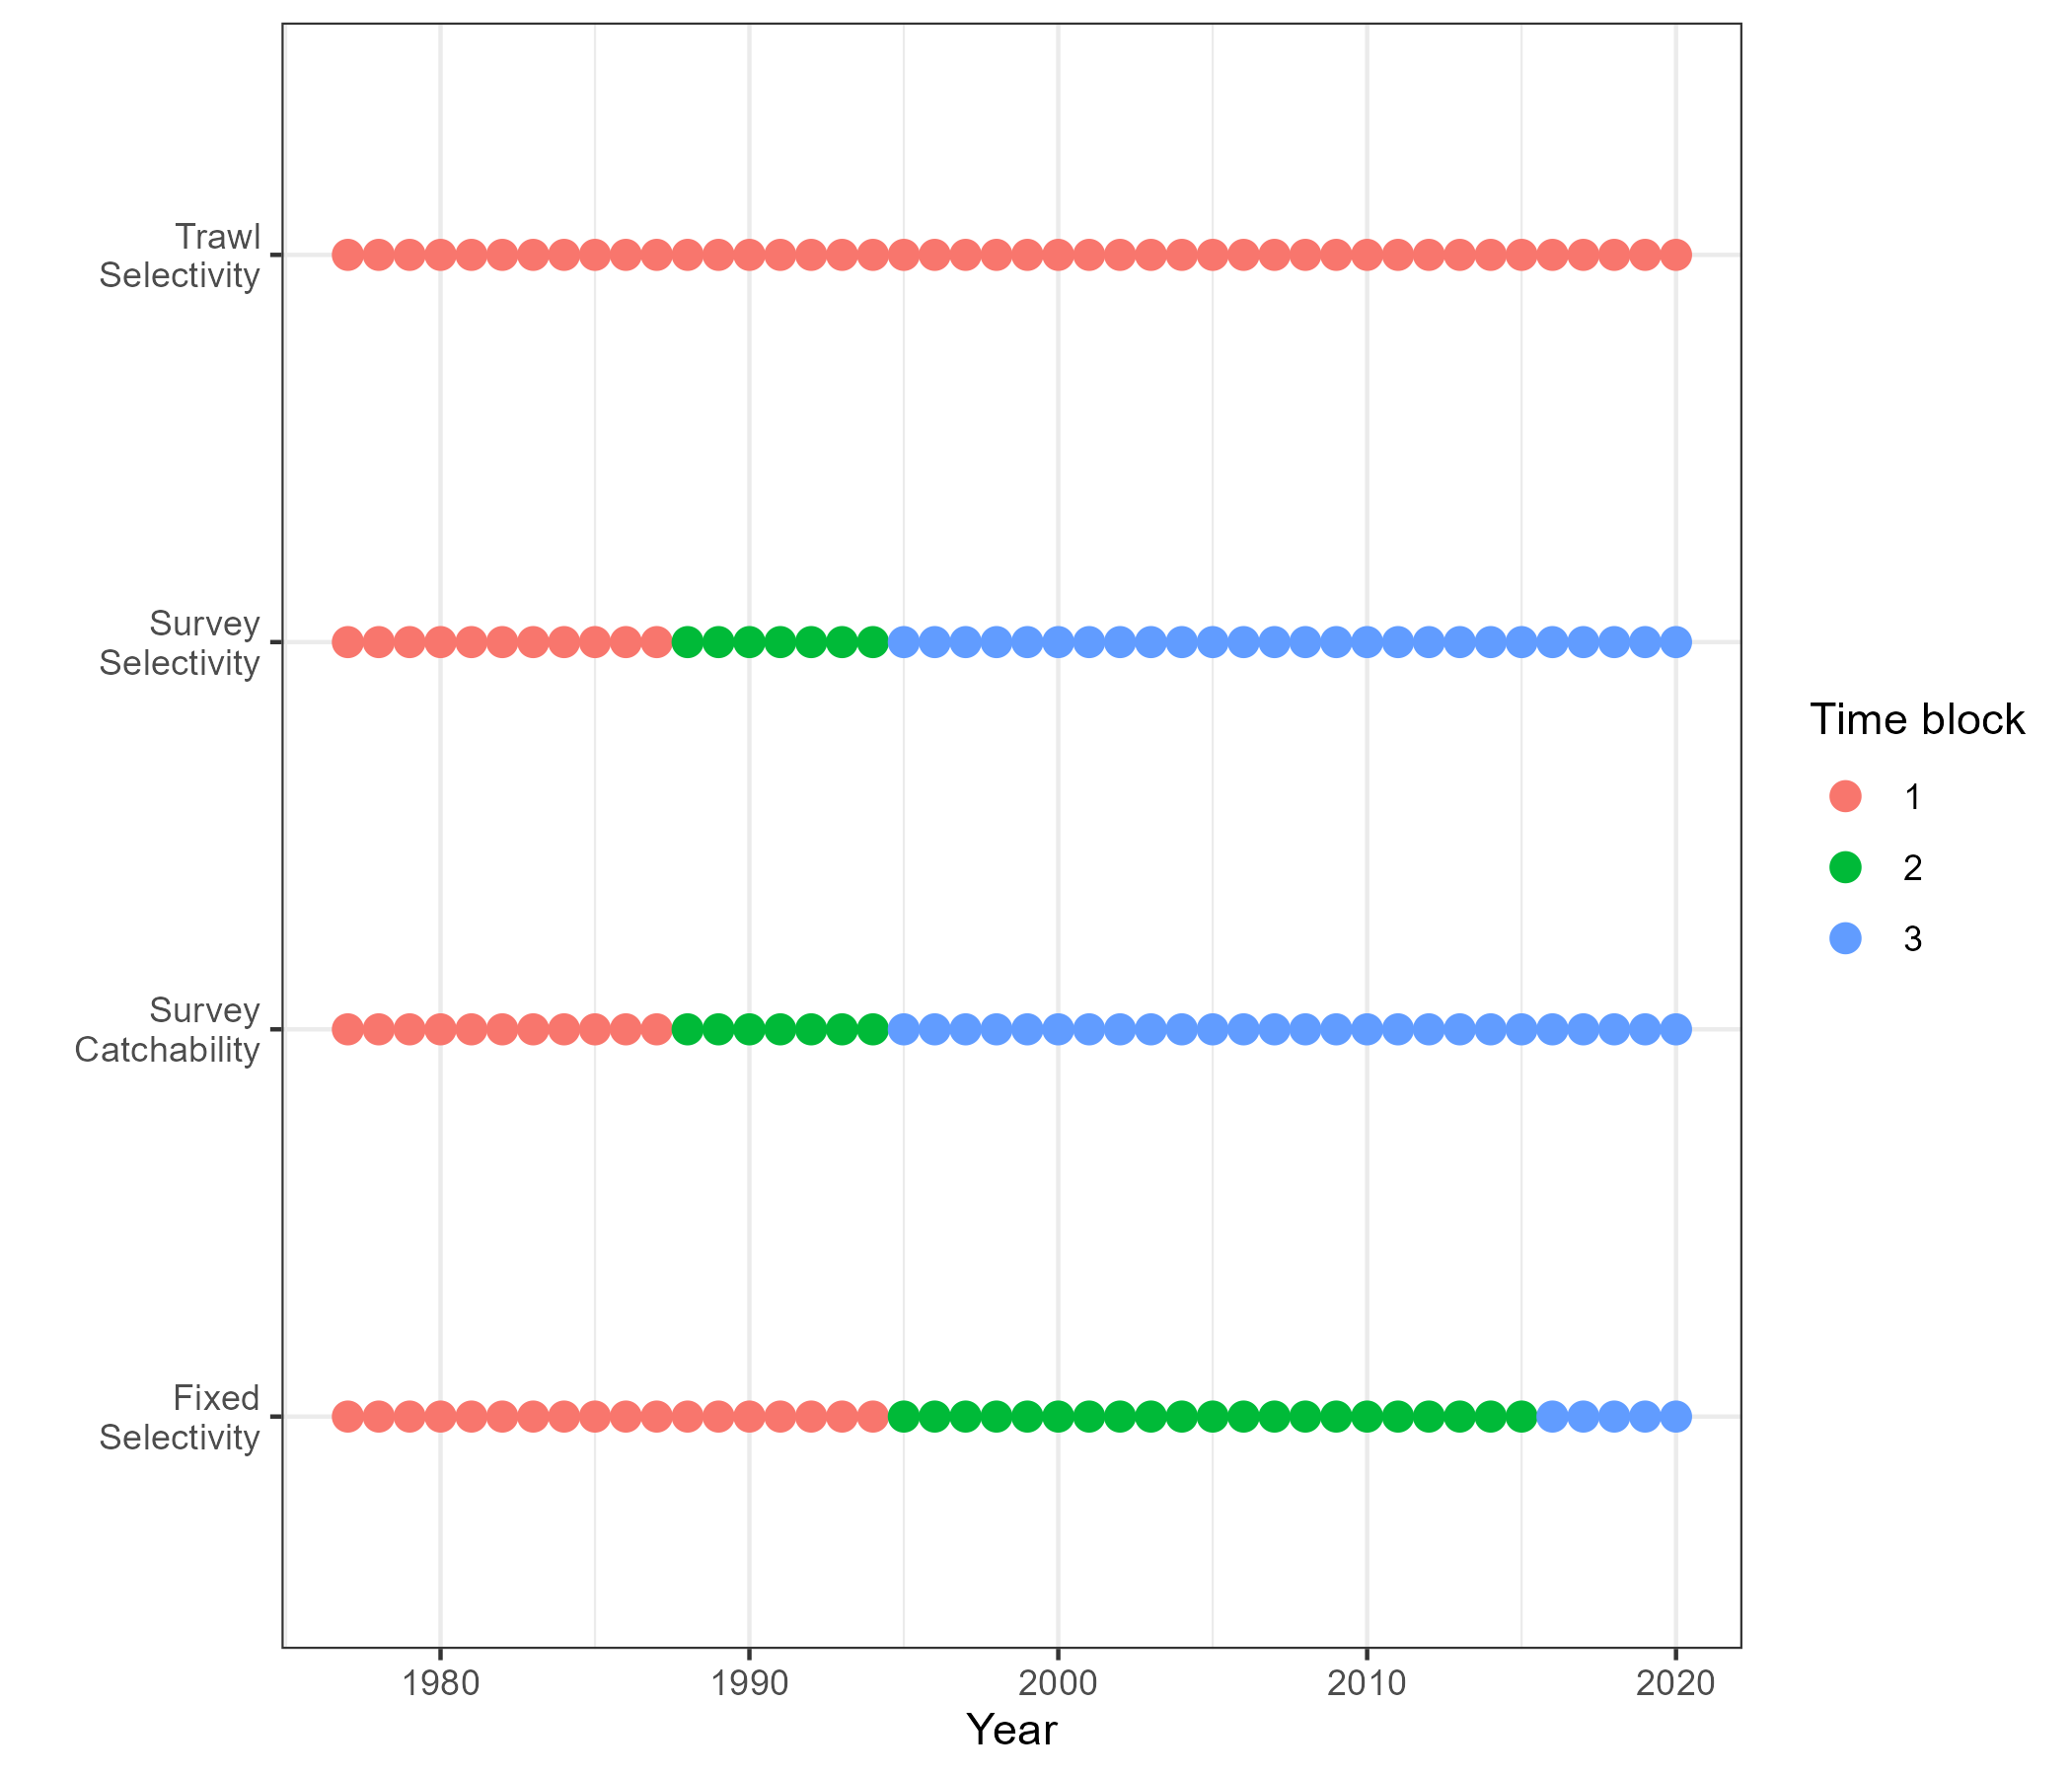 Trawl
Selectivity
Survey
Selectivity
Survey
Catchability
Fixed
Selectivity
1980 1990 2000 2010 2020
Year
Time block
1
2
3